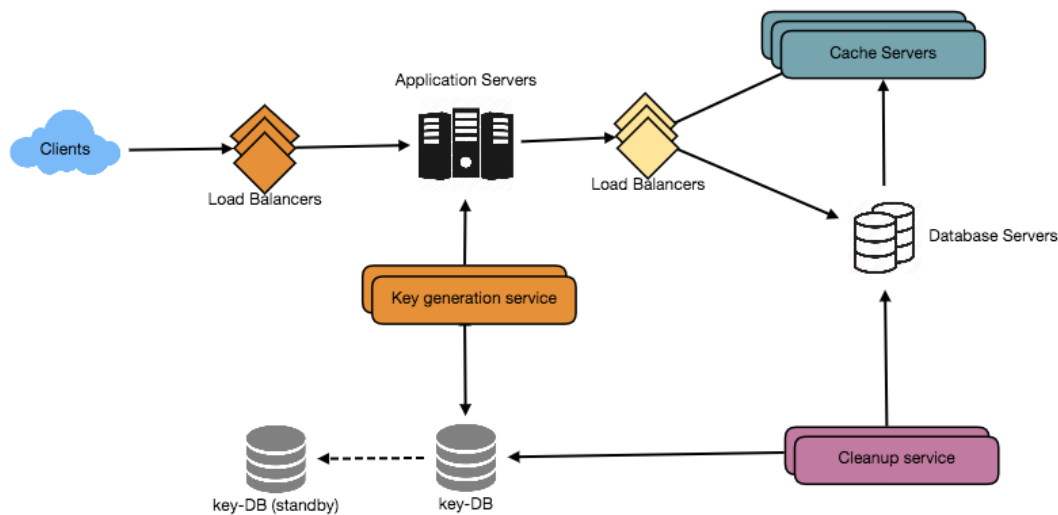 Cache Servers
Application Servers
Clients
Load Balancers
Load Balancers
Database Servers
Key generation service
Cleanup service
key-DB (standby)
key-DB